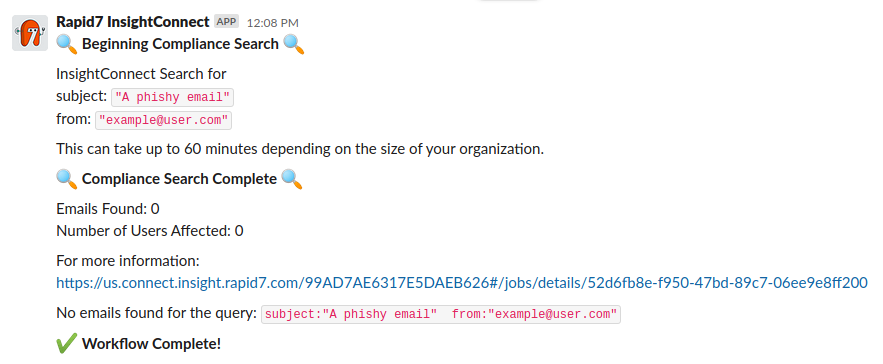 Rapid7 InsightConnect APP 12:08 PM
Beginning Compliance Search
InsightConnect Search for
subject: "A phishy email"
from: "example@user.com"
This can take up to 60 minutes depending on the size of your organization.
Compliance Search Complete
Emails Found: 0
Number of Users Affected: 0
For more information:
https://us.connect.insight.rapid7.com/99AD7AE6317E5DAEB626#/jobs/details/52d6fb8e-f950-47bd-89c7-06ee9e8ff200
No emails found for the query: subject:"A phishy email"  from:"example@user.com"
Workflow Complete!